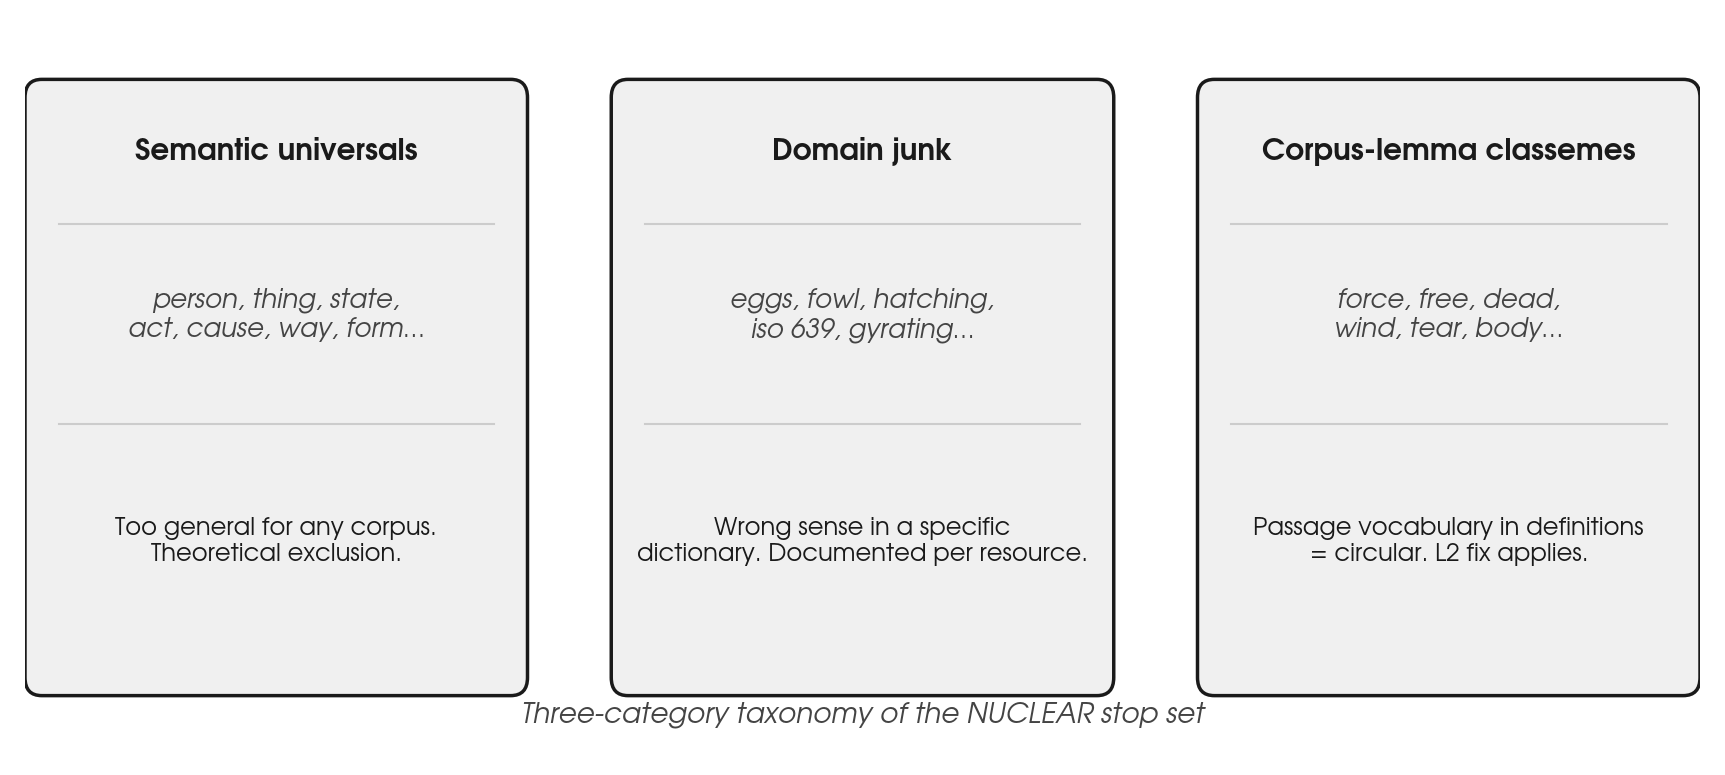 Semantic universals
person, thing, state,
act, cause, way, form...
Too general for any corpus.
Theoretical exclusion.
Domain junk
eggs, fowl, hatching,
iso 639, gyrating...
Wrong sense in a specific
dictionary. Documented per resource.
Corpus-lemma classemes
force, free, dead,
wind, tear, body...
Passage vocabulary in definitions
= circular. L2 fix applies.
Three-category taxonomy of the NUCLEAR stop set